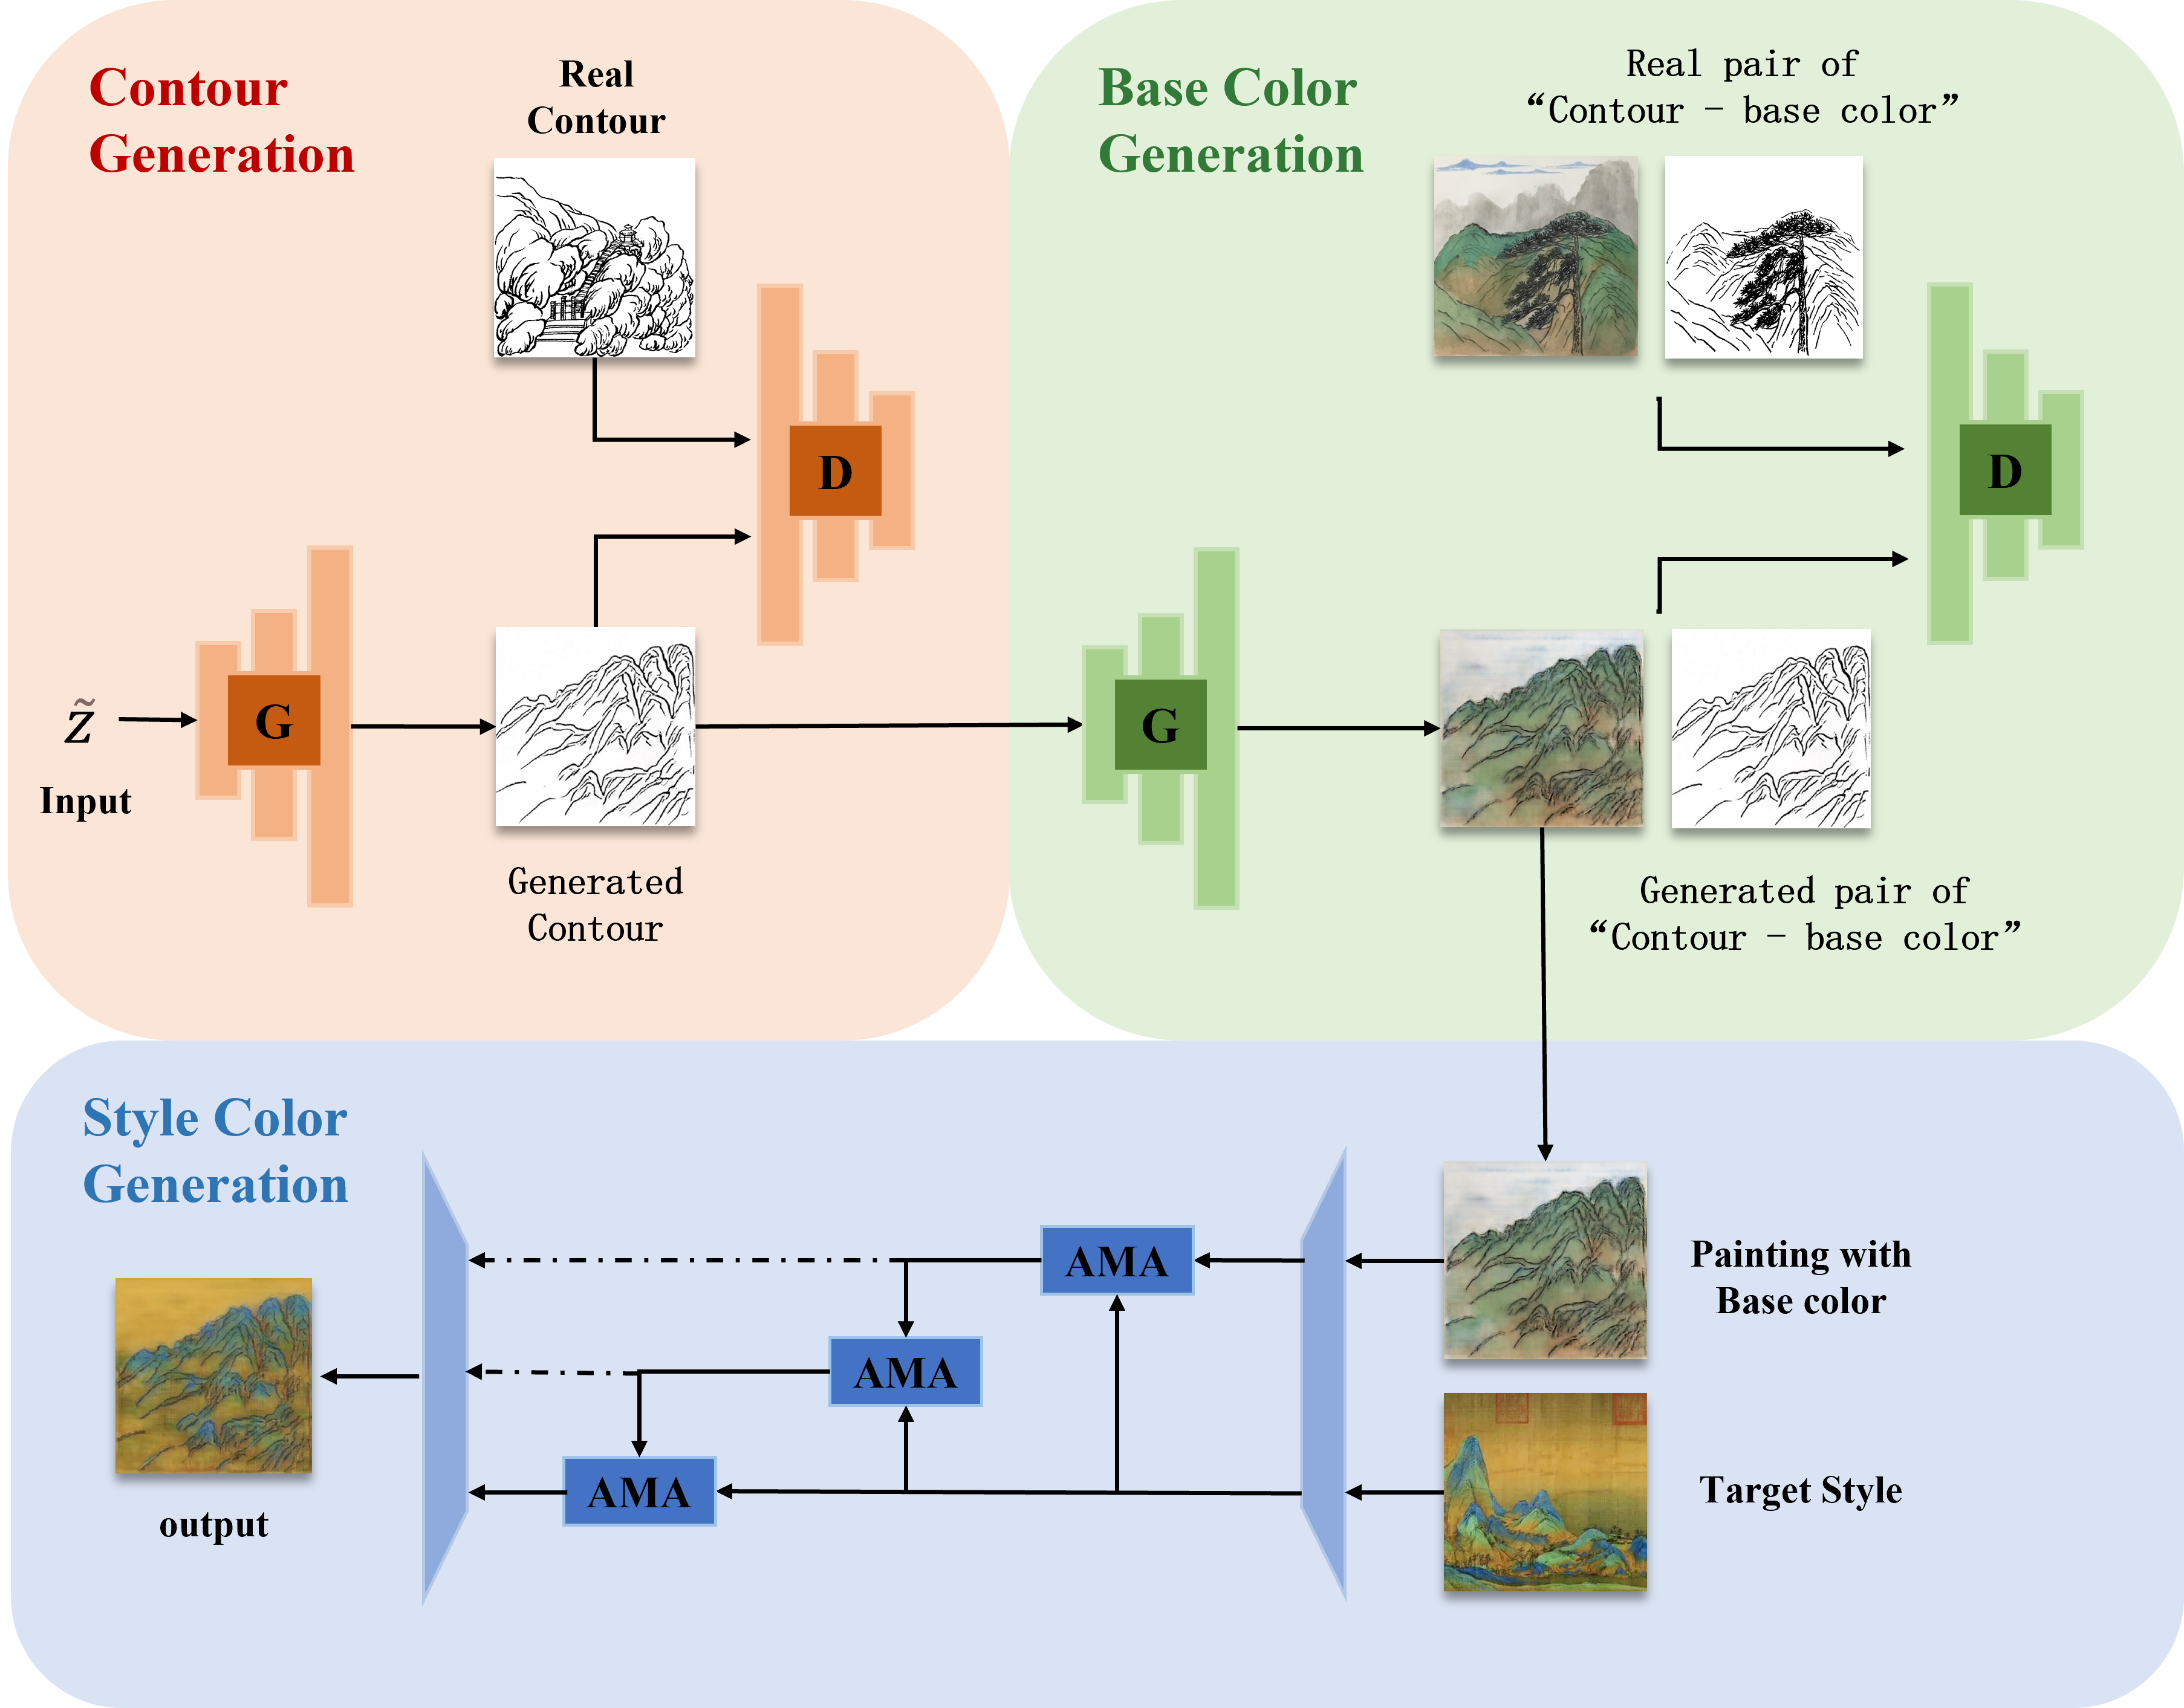 Contour
Generation
Real
Contour
D
G
z̃
Input
Generated
Contour
Base Color
Generation
Real pair of
“Contour - base color”
D
G
Generated pair of
“Contour - base color”
Style Color
Generation
AMA
AMA
AMA
Painting with
Base color
Target Style
output